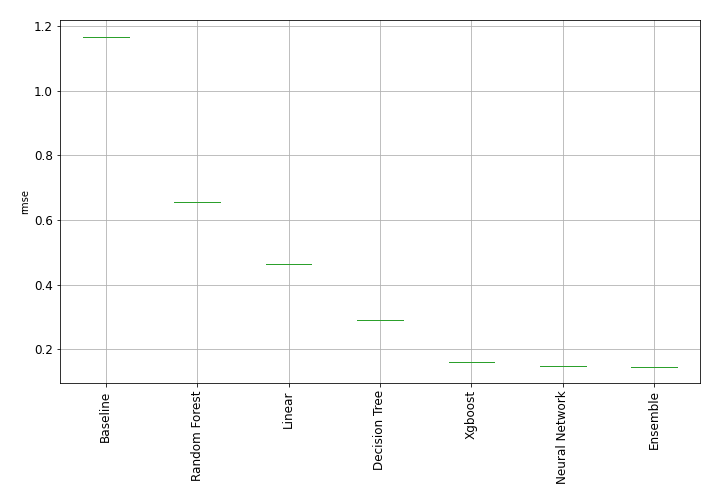 1.2
1.0
0.8
0.6
0.4
0.2
rmse
Baseline
Random Forest
Linear
Decision Tree
Xgboost
Neural Network
Ensemble